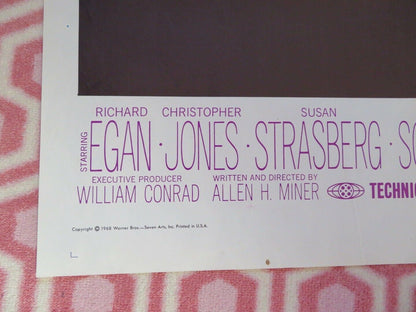 RICHARD CHRISTOPHER SUSAN
STARRING EGAN · JONES · STRASBERG ·
EXECUTIVE PRODUCER WRITTEN AND DIRECTED BY
WILLIAM CONRAD ALLEN H. MINER TECHNIC
Copyright © 1968 Warner Bros.—Seven Arts, Inc. Printed in U.S.A.